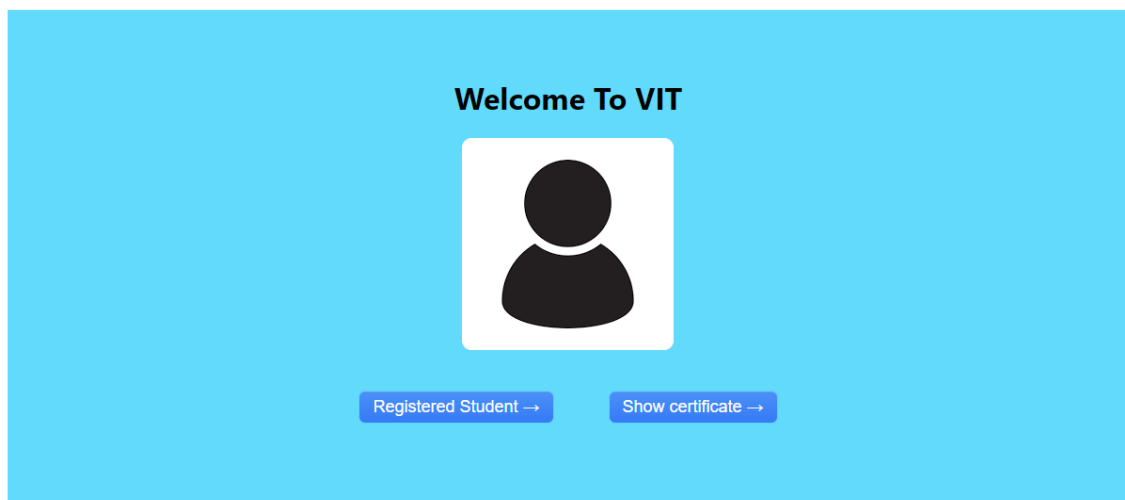 Welcome To VIT
Registered Student →
Show certificate →